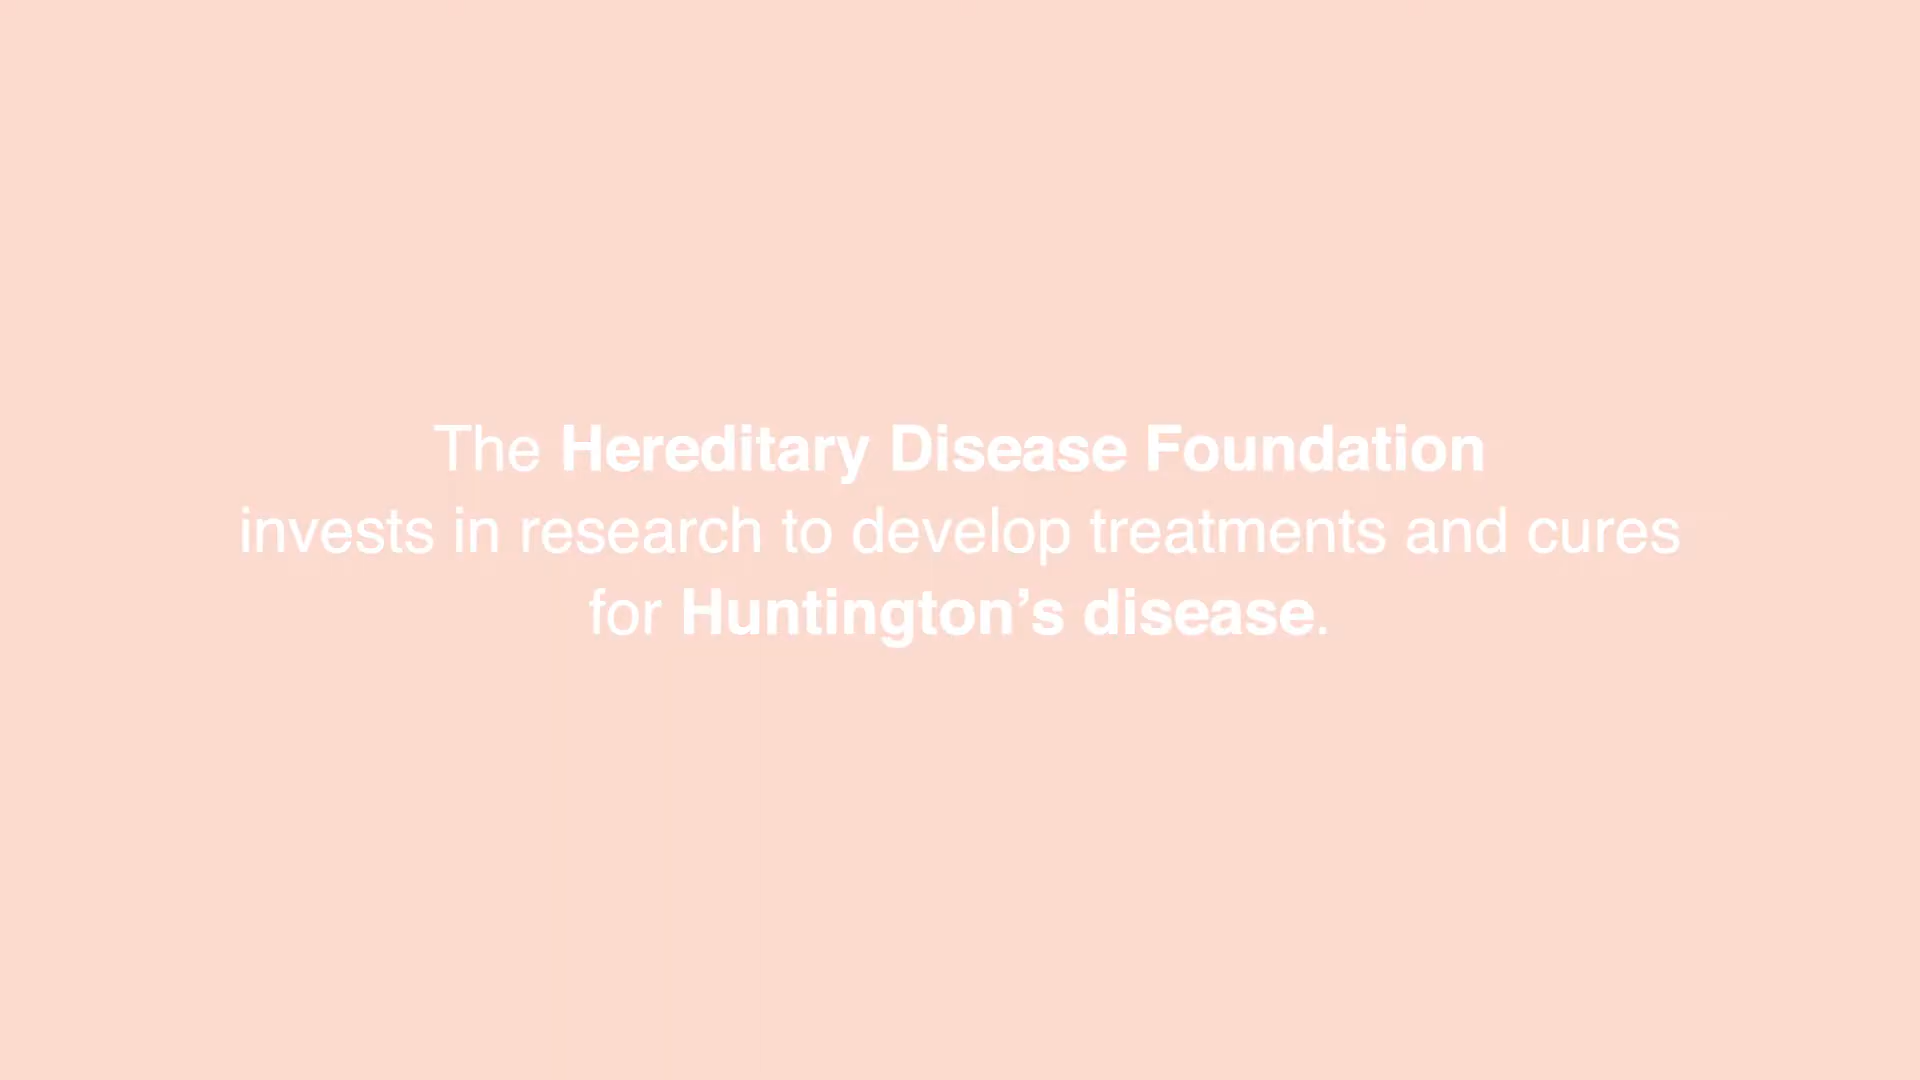 The Hereditary Disease Foundation
invests in research to develop treatments and cures
for Huntington’s disease.